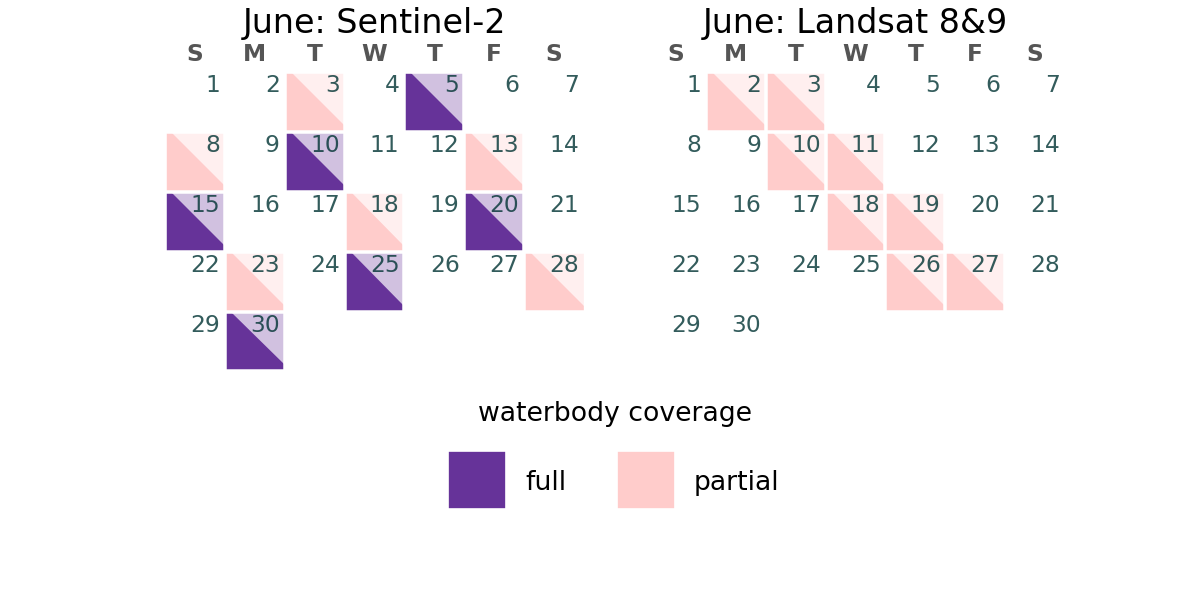 June: Sentinel-2
S M T W T F S
1 2 3 4 5 6 7
8 9 10 11 12 13 14
15 16 17 18 19 20 21
22 23 24 25 26 27 28
29 30
June: Landsat 8&9
S M T W T F S
1 2 3 4 5 6 7
8 9 10 11 12 13 14
15 16 17 18 19 20 21
22 23 24 25 26 27 28
29 30
waterbody coverage
full partial